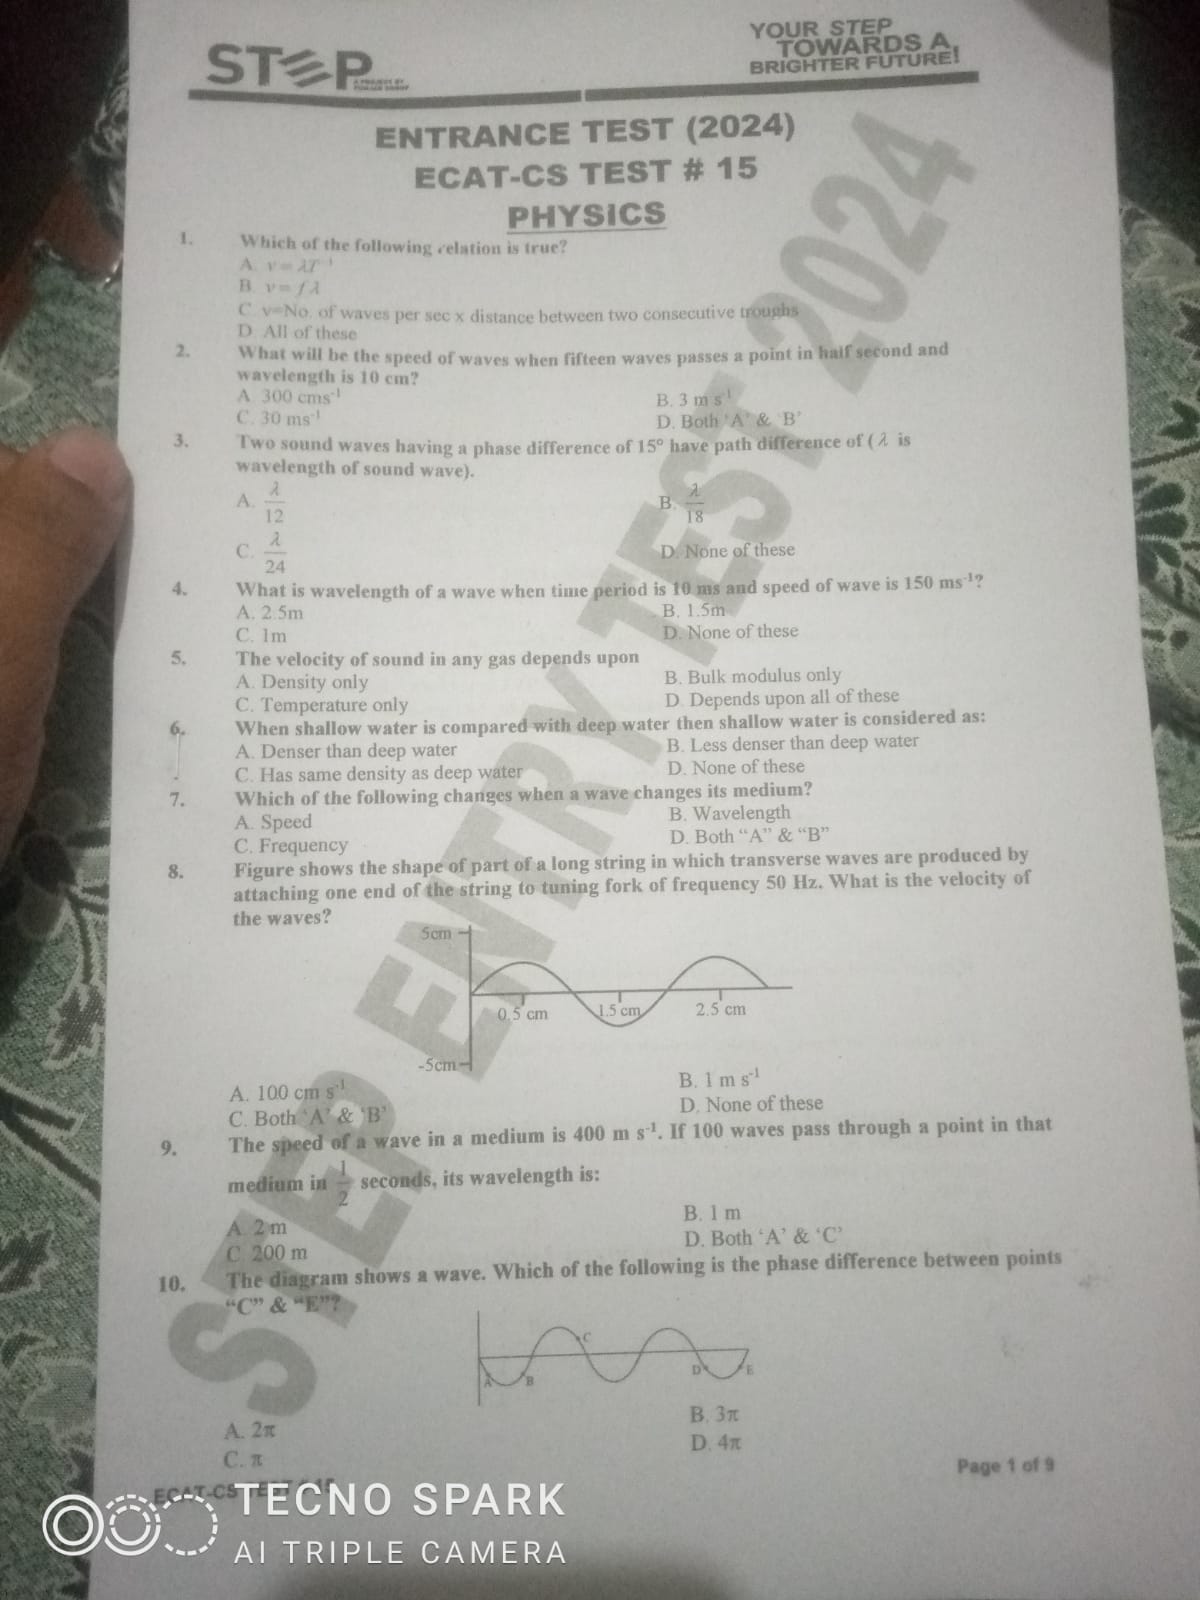 STEP
A PROJECT OF PUNJAB GROUP
YOUR STEP
TOWARDS A
BRIGHTER FUTURE!
ENTRANCE TEST (2024)
ECAT-CS TEST # 15
PHYSICS
1. Which of the following relation is true?
A. v = λT⁻¹
B. v = fλ
C. v=No. of waves per sec x distance between two consecutive troughs
D. All of these
2. What will be the speed of waves when fifteen waves passes a point in half second and
wavelength is 10 cm?
A. 300 cms⁻¹ B. 3 m s⁻¹
C. 30 ms⁻¹ D. Both 'A' & 'B'
3. Two sound waves having a phase difference of 15° have path difference of (λ is
wavelength of sound wave).
A. λ/12 B. λ/18
C. λ/24 D. None of these
4. What is wavelength of a wave when time period is 10 ms and speed of wave is 150 ms⁻¹?
A. 2.5m B. 1.5m
C. 1m D. None of these
5. The velocity of sound in any gas depends upon
A. Density only B. Bulk modulus only
C. Temperature only D. Depends upon all of these
6. When shallow water is compared with deep water then shallow water is considered as:
A. Denser than deep water B. Less denser than deep water
C. Has same density as deep water D. None of these
7. Which of the following changes when a wave changes its medium?
A. Speed B. Wavelength
C. Frequency D. Both "A" & "B"
8. Figure shows the shape of part of a long string in which transverse waves are produced by
attaching one end of the string to tuning fork of frequency 50 Hz. What is the velocity of
the waves?
5cm
0.5 cm 1.5 cm 2.5 cm
-5cm
A. 100 cm s⁻¹ B. 1 m s⁻¹
C. Both 'A' & 'B' D. None of these
9. The speed of a wave in a medium is 400 m s⁻¹. If 100 waves pass through a point in that
medium in 1/2 seconds, its wavelength is:
A. 2 m B. 1 m
C. 200 m D. Both 'A' & 'C'
10. The diagram shows a wave. Which of the following is the phase difference between points
"C" & "E"?
C
A B D E
A. 2π B. 3π
C. π D. 4π
ECAT-CS TEST # 15 Page 1 of 9
STEP ENTRY TEST 2024
TECNO SPARK
AI TRIPLE CAMERA